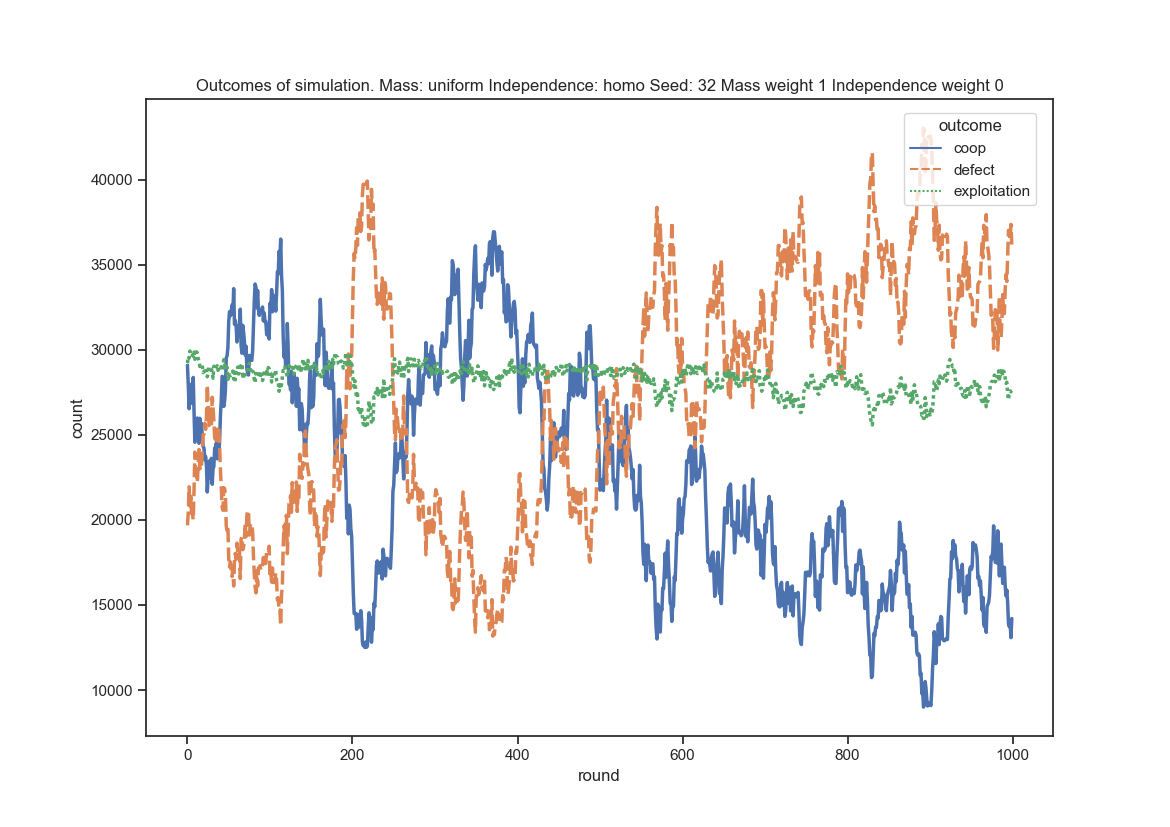 Outcomes of simulation. Mass: uniform Independence: homo Seed: 32 Mass weight 1 Independence weight 0
outcome
coop
defect
exploitation
count
40000
35000
30000
25000
20000
15000
10000
0
200
400
600
800
1000
round